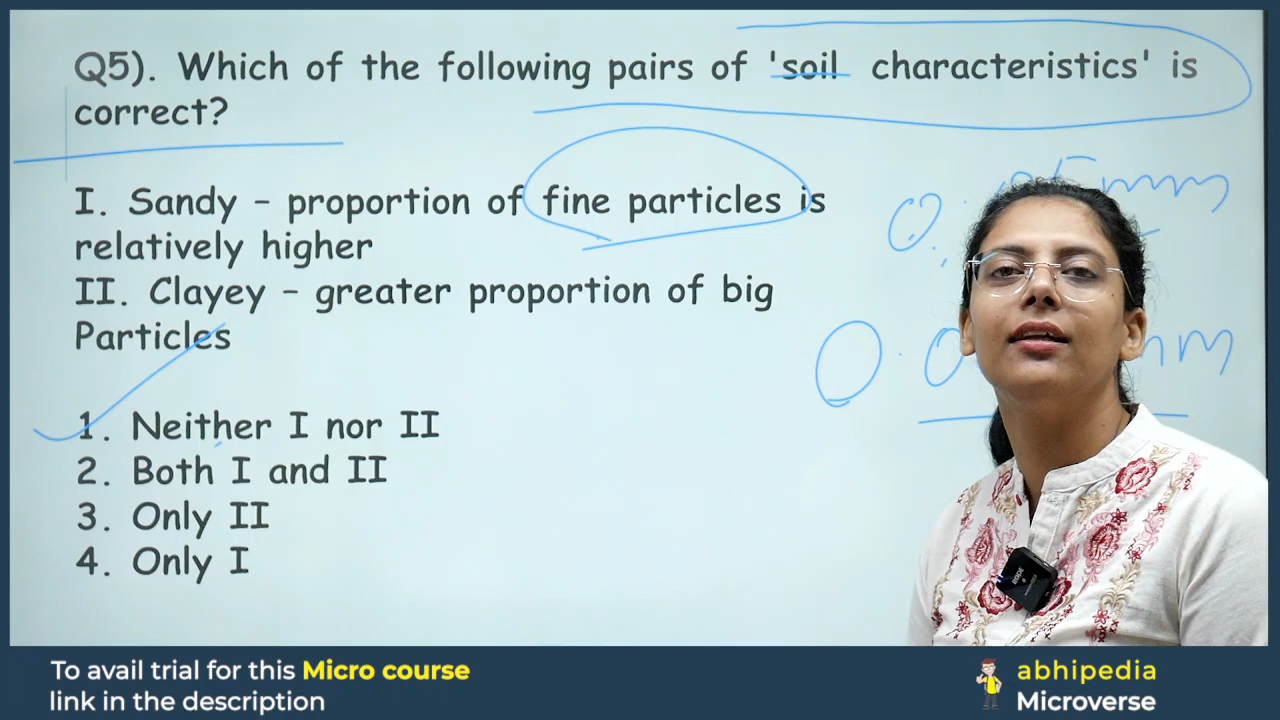 Q5). Which of the following pairs of 'soil characteristics' is
correct?
I. Sandy - proportion of fine particles is
relatively higher
II. Clayey - greater proportion of big
Particles
1. Neither I nor II
2. Both I and II
3. Only II
4. Only I
mm
RODE
To avail trial for this Micro course
link in the description
abhipedia
Microverse